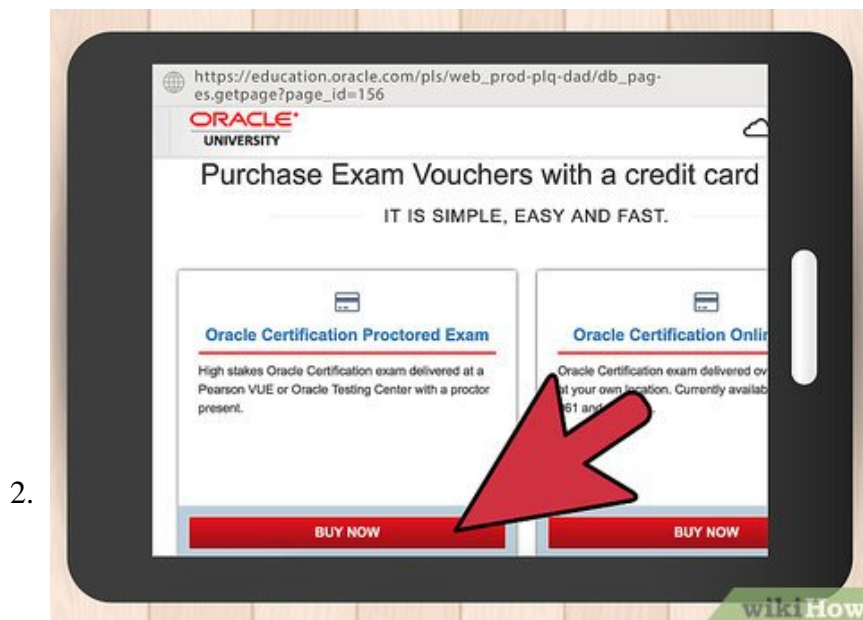 https://education.oracle.com/pls/web_prod-plq-dad/db_pag-
es.getpage?page_id=156
ORACLE
UNIVERSITY
Purchase Exam Vouchers with a credit card
IT IS SIMPLE, EASY AND FAST.
Oracle Certification Proctored Exam
High stakes Oracle Certification exam delivered at a
Pearson VUE or Oracle Testing Center with a proctor
present.
BUY NOW
Oracle Certification Onlin
Oracle Certification exam delivered ov
at your own location. Currently availab
061 and
BUY NOW
2.
wikiHow